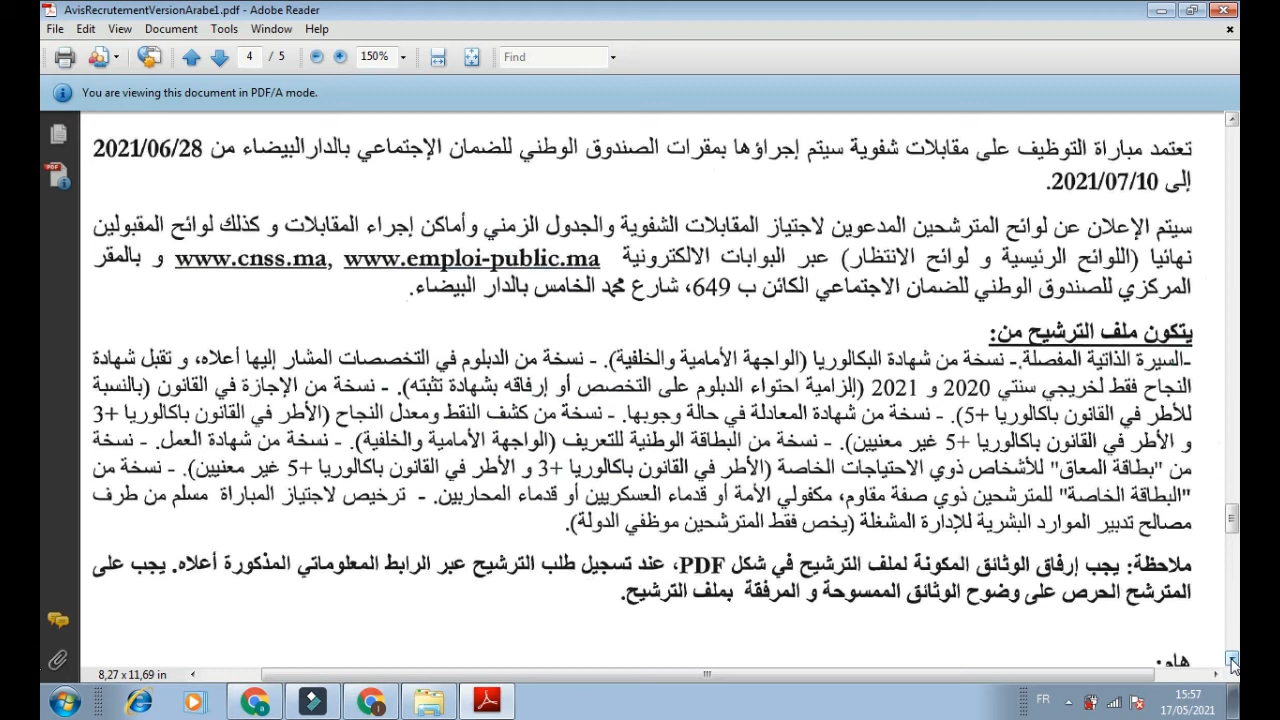 AvisRecrutementVersionArabe1.pdf - Adobe Reader
File Edit View Document Tools Window Help
4 / 5 150% Find
You are viewing this document in PDF/A mode.
تعتمد مباراة التوظيف على مقابلات شفوية سيتم إجراؤها بمقرات الصندوق الوطني للضمان الإجتماعي بالدارالبيضاء من 2021/06/28
إلى 2021/07/10.
سيتم الإعلان عن لوائح المترشحين المدعوين لاجتياز المقابلات الشفوية والجدول الزمني وأماكن إجراء المقابلات و كذلك لوائح المقبولين
نهائيا (اللوائح الرئيسية و لوائح الانتظار) عبر البوابات الالكترونية www.cnss.ma, www.emploi-public.ma و بالمقر
المركزي للصندوق الوطني للضمان الاجتماعي الكائن ب 649، شارع محمد الخامس بالدار البيضاء.
يتكون ملف الترشيح من:
-السيرة الذاتية المفصلة.- نسخة من شهادة البكالوريا (الواجهة الأمامية والخلفية). - نسخة من الدبلوم في التخصصات المشار إليها أعلاه، و تقبل شهادة
النجاح فقط لخريجي سنتي 2020 و 2021 (إلزامية احتواء الدبلوم على التخصص أو إرفاقه بشهادة تثبته). - نسخة من الإجازة في القانون (بالنسبة
للأطر في القانون باكالوريا +5). - نسخة من شهادة المعادلة في حالة وجوبها. - نسخة من كشف النقط ومعدل النجاح (الأطر في القانون باكالوريا +3
و الأطر في القانون باكالوريا +5 غير معنيين). - نسخة من البطاقة الوطنية للتعريف (الواجهة الأمامية والخلفية). - نسخة من شهادة العمل. - نسخة
من "بطاقة المعاق" للأشخاص ذوي الاحتياجات الخاصة (الأطر في القانون باكالوريا +3 و الأطر في القانون باكالوريا +5 غير معنيين). - نسخة من
"البطاقة الخاصة" للمترشحين ذوي صفة مقاوم، مكفولي الأمة أو قدماء العسكريين أو قدماء المحاربين. - ترخيص لاجتياز المباراة مسلم من طرف
مصالح تدبير الموارد البشرية للإدارة المشغلة (يخص فقط المترشحين موظفي الدولة).
ملاحظة: يجب إرفاق الوثائق المكونة لملف الترشيح في شكل PDF، عند تسجيل طلب الترشيح عبر الرابط المعلوماتي المذكورة أعلاه. يجب على
المترشح الحرص على وضوح الوثائق الممسوحة و المرفقة بملف الترشيح.
هام:
8,27 x 11,69 in
FR 15:57
17/05/2021